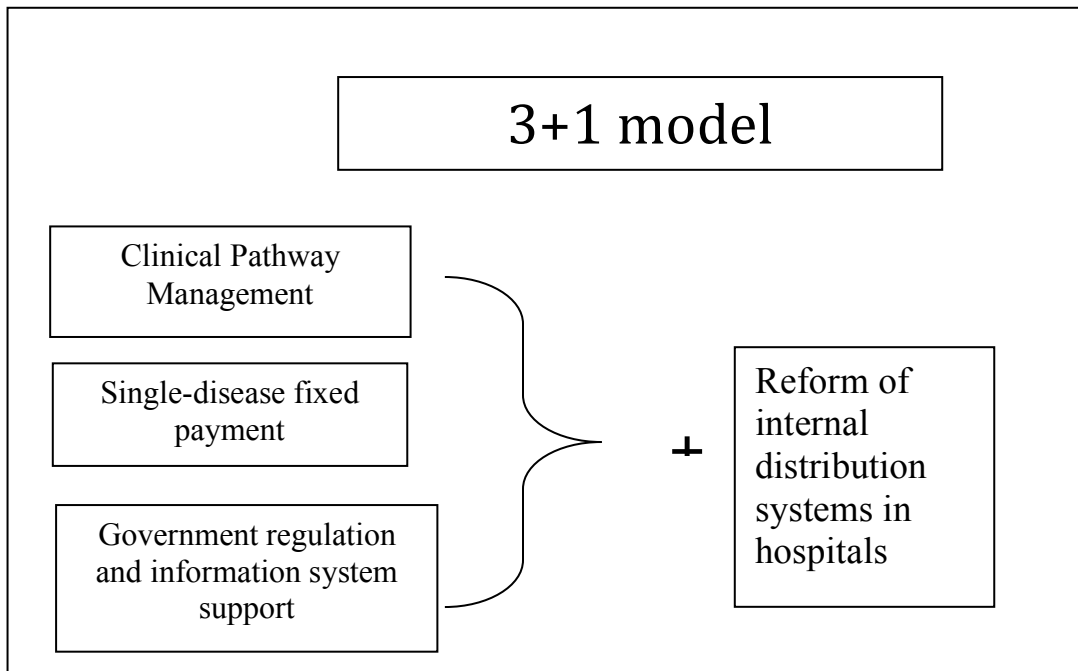 3+1 model
Clinical Pathway
Management
Single-disease fixed
payment
Government regulation
and information system
support
+
Reform of
internal
distribution
systems in
hospitals